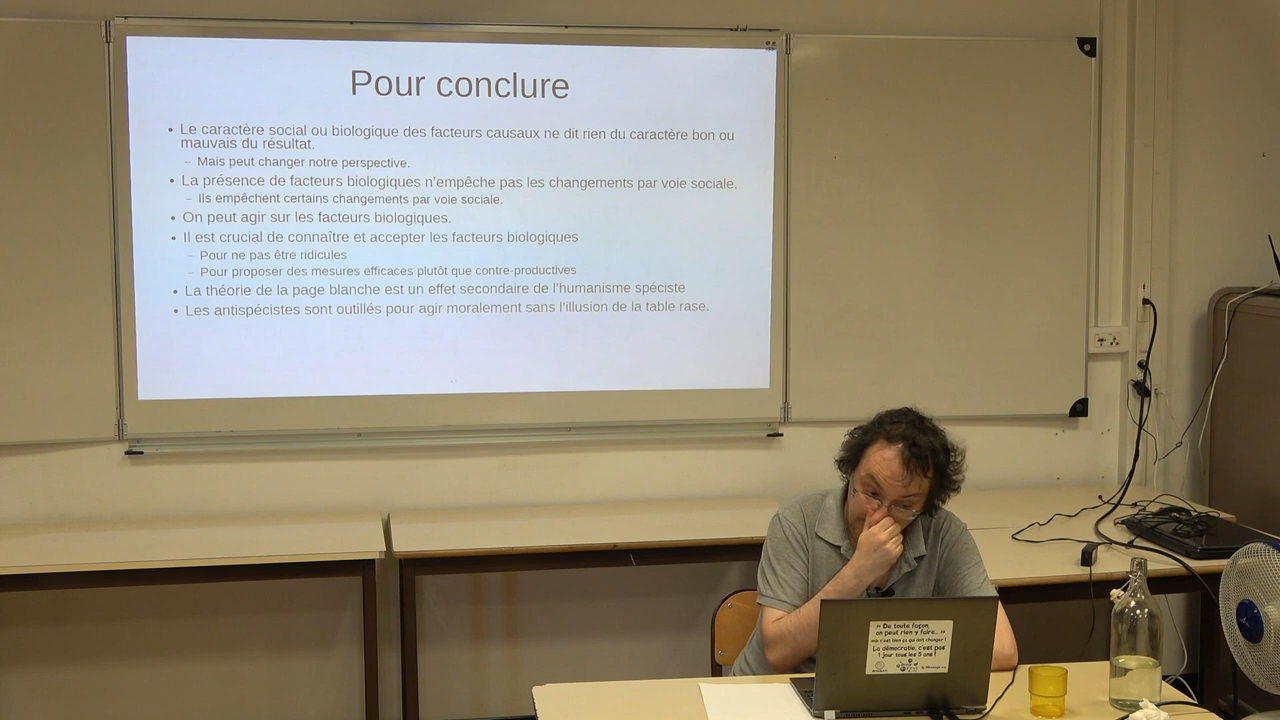 Pour conclure
• Le caractère social ou biologique des facteurs causaux ne dit rien du caractère bon ou
mauvais du résultat.
– Mais peut changer notre perspective.
• La présence de facteurs biologiques n'empêche pas les changements par voie sociale.
– Ils empêchent certains changements par voie sociale.
• On peut agir sur les facteurs biologiques.
• Il est crucial de connaître et accepter les facteurs biologiques
– Pour ne pas être ridicules
– Pour proposer des mesures efficaces plutôt que contre-productives
• La théorie de la page blanche est un effet secondaire de l'humanisme spéciste
• Les antispécistes sont outillés pour agir moralement sans l'illusion de la table rase.
" De toute façon,
on peut rien y faire... "
c'est bien ça qui doit changer !
La démocratie, c'est pas
1 jour tous les 5 ans !